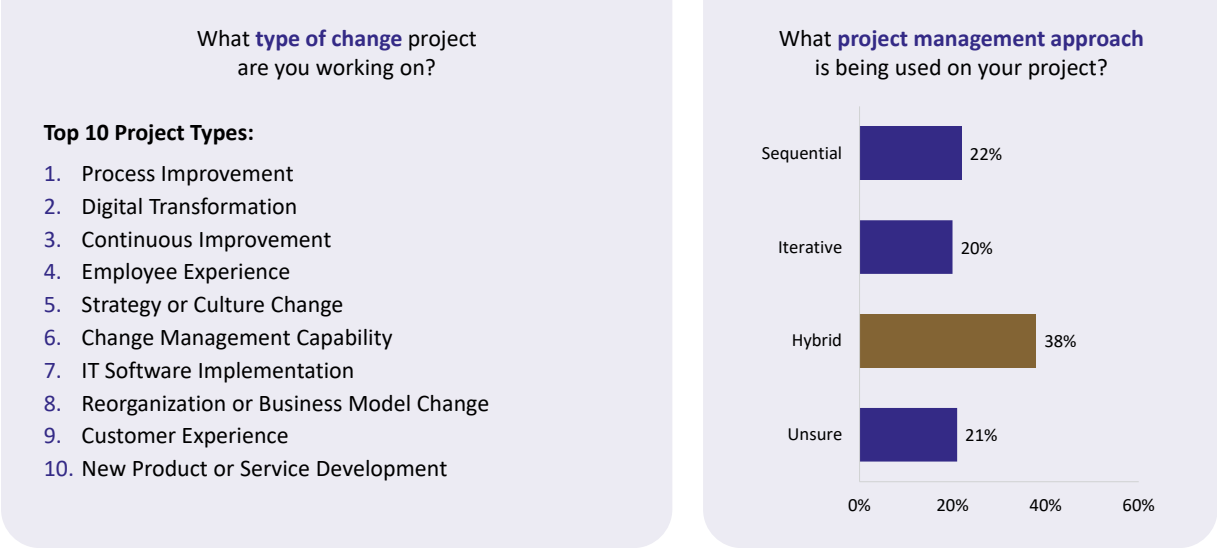 What type of change project
are you working on?
Top 10 Project Types:
1. Process Improvement
2. Digital Transformation
3. Continuous Improvement
4. Employee Experience
5. Strategy or Culture Change
6. Change Management Capability
7. IT Software Implementation
8. Reorganization or Business Model Change
9. Customer Experience
10. New Product or Service Development
What project management approach
is being used on your project?
Sequential 22%
Iterative 20%
Hybrid 38%
Unsure 21%
0% 20% 40% 60%